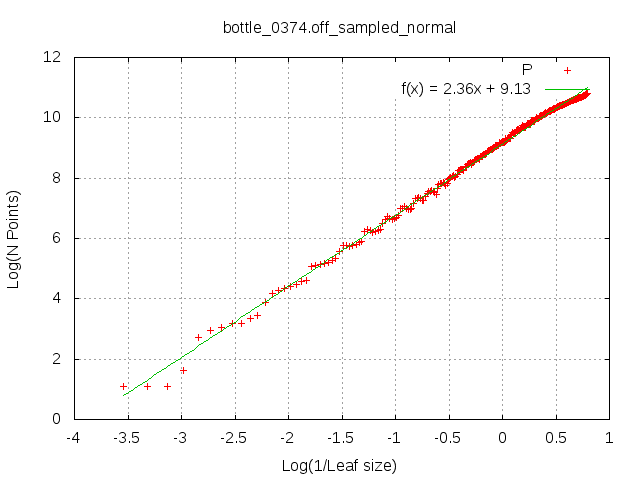 bottle_0374.off_sampled_normal
12
10
8
6
4
2
0
Log(N Points)
P
f(x) = 2.36x + 9.13
-4 -3.5 -3 -2.5 -2 -1.5 -1 -0.5 0 0.5 1
Log(1/Leaf size)